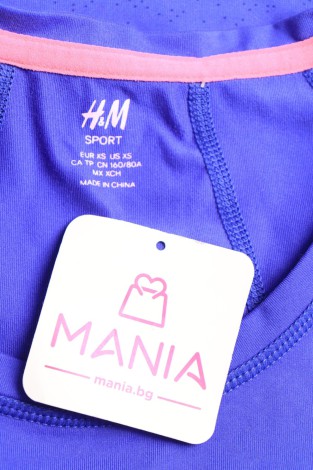 H&M
SPORT
EUR XS US XS
CA TP CN 160/80A
MX XCH
MADE IN CHINA
MANIA
mania.bg